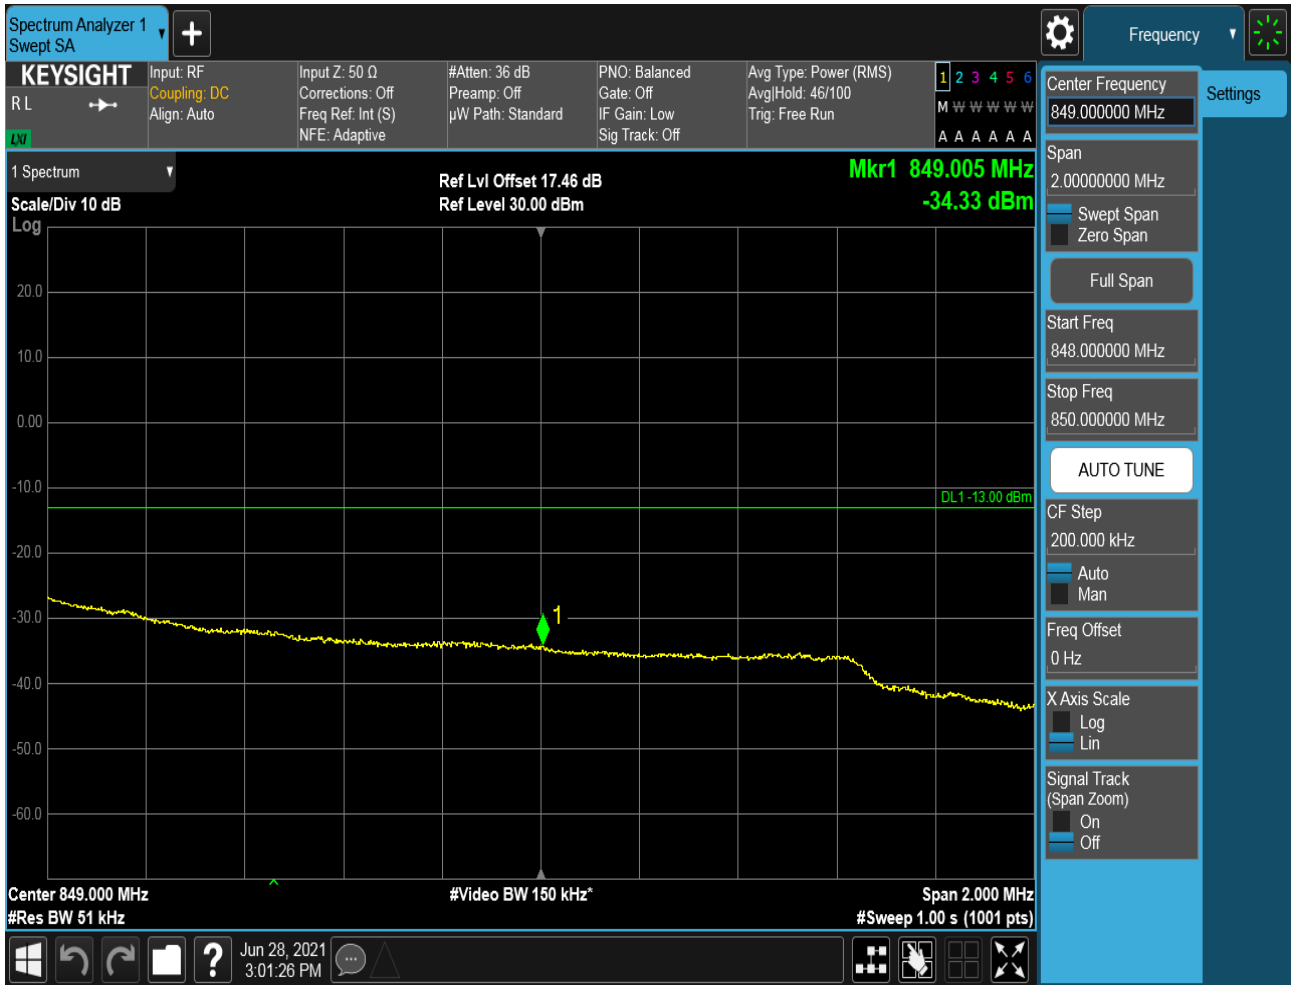 Spectrum Analyzer 1
Swept SA
Frequency
KEYSIGHT
R L
LXI
Input: RF
Coupling: DC
Align: Auto
Input Z: 50 Ω
Corrections: Off
Freq Ref: Int (S)
NFE: Adaptive
#Atten: 36 dB
Preamp: Off
µW Path: Standard
PNO: Balanced
Gate: Off
IF Gain: Low
Sig Track: Off
Avg Type: Power (RMS)
Avg|Hold: 46/100
Trig: Free Run
1 2 3 4 5 6
M W W W W W
A A A A A A
1 Spectrum
Scale/Div 10 dB
Log
Ref Lvl Offset 17.46 dB
Ref Level 30.00 dBm
Mkr1 849.005 MHz
-34.33 dBm
20.0
10.0
0.00
-10.0
DL1 -13.00 dBm
-20.0
-30.0
1
-40.0
-50.0
-60.0
Center 849.000 MHz
#Video BW 150 kHz*
Span 2.000 MHz
#Res BW 51 kHz
#Sweep 1.00 s (1001 pts)
?
Jun 28, 2021
3:01:26 PM
Center Frequency
849.000000 MHz
Settings
Span
2.00000000 MHz
Swept Span
Zero Span
Full Span
Start Freq
848.000000 MHz
Stop Freq
850.000000 MHz
AUTO TUNE
CF Step
200.000 kHz
Auto
Man
Freq Offset
0 Hz
X Axis Scale
Log
Lin
Signal Track
(Span Zoom)
On
Off